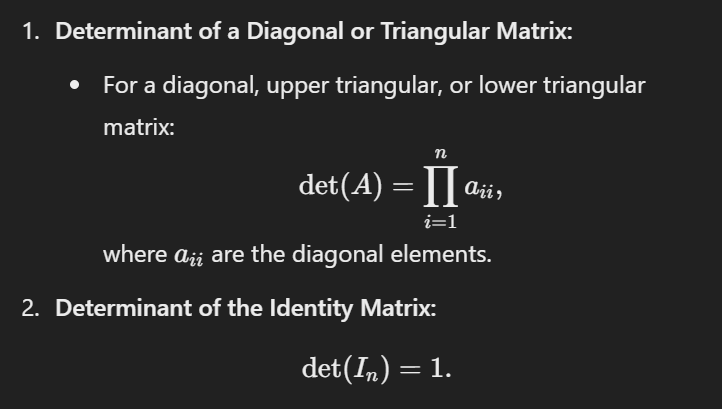 1. Determinant of a Diagonal or Triangular Matrix:
• For a diagonal, upper triangular, or lower triangular
matrix:
det(A) = ∏_{i=1}^{n} a_{ii},
where a_{ii} are the diagonal elements.
2. Determinant of the Identity Matrix:
det(I_n) = 1.